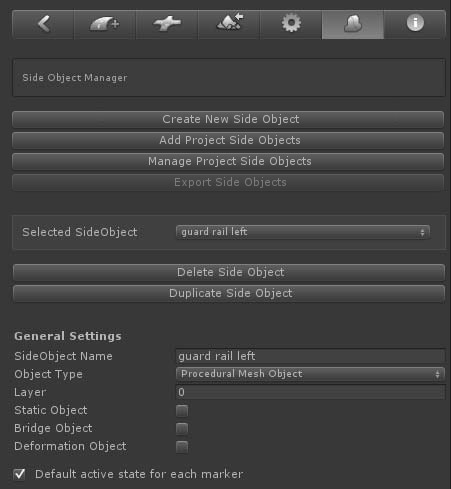 Side Object Manager
Create New Side Object
Add Project Side Objects
Manage Project Side Objects
Export Side Objects
Selected SideObject guard rail left
Delete Side Object
Duplicate Side Object
General Settings
SideObject Name guard rail left
Object Type Procedural Mesh Object
Layer 0
Static Object
Bridge Object
Deformation Object
Default active state for each marker